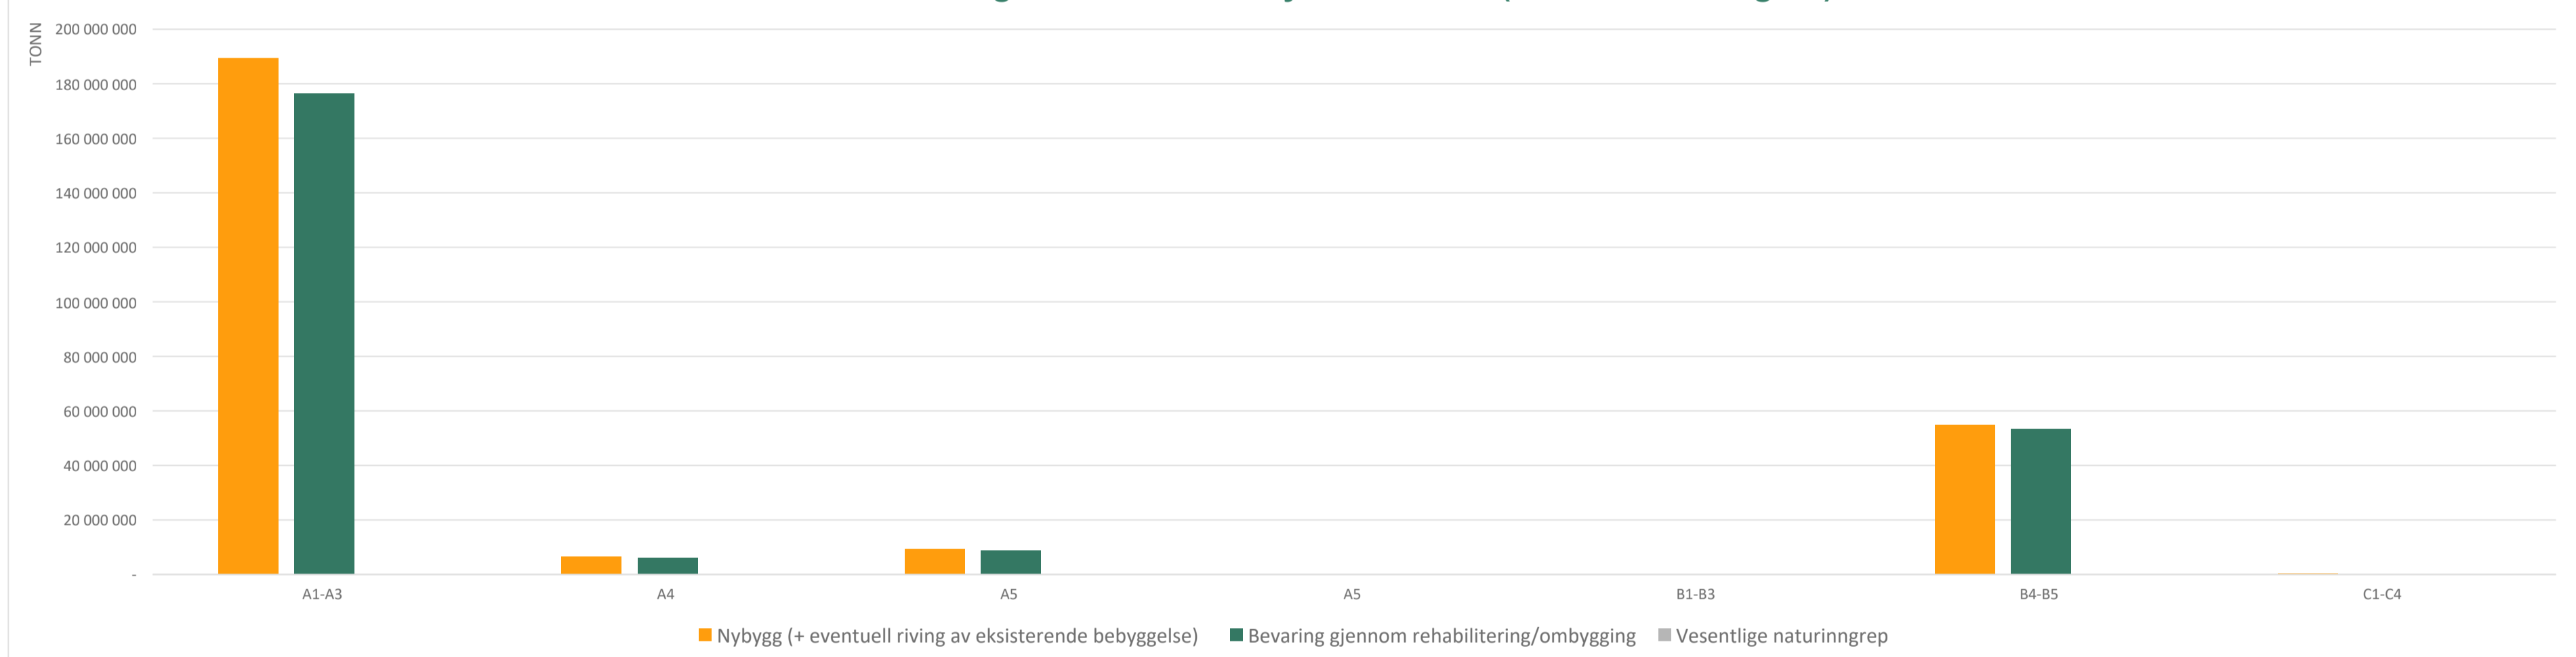 TONN
200 000 000
180 000 000
160 000 000
140 000 000
120 000 000
100 000 000
80 000 000
60 000 000
40 000 000
20 000 000
-
A1-A3 A4 A5 A5 B1-B3 B4-B5 C1-C4
Nybygg (+ eventuell riving av eksisterende bebyggelse) Bevaring gjennom rehabilitering/ombygging Vesentlige naturinngrep